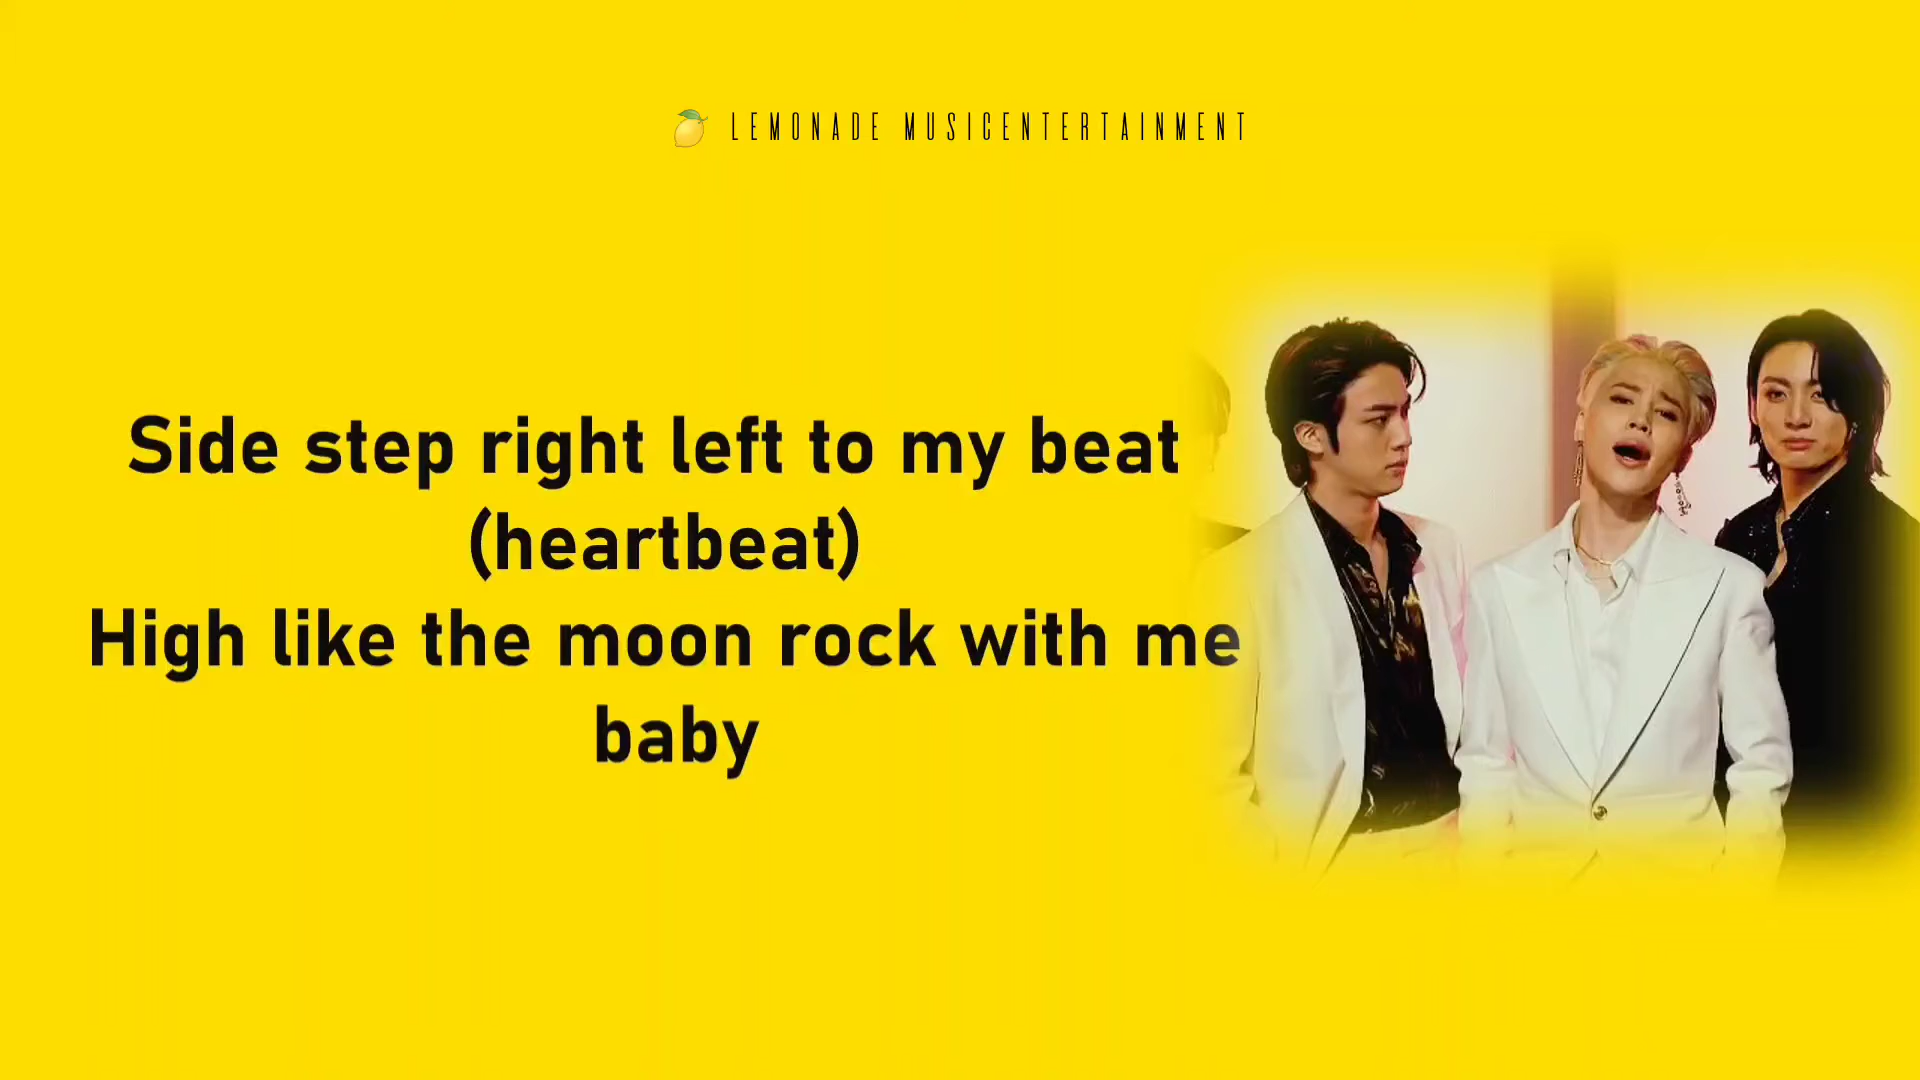 LEMONADE MUSICENTERTAINMENT
Side step right left to my beat
(heartbeat)
High like the moon rock with me
baby